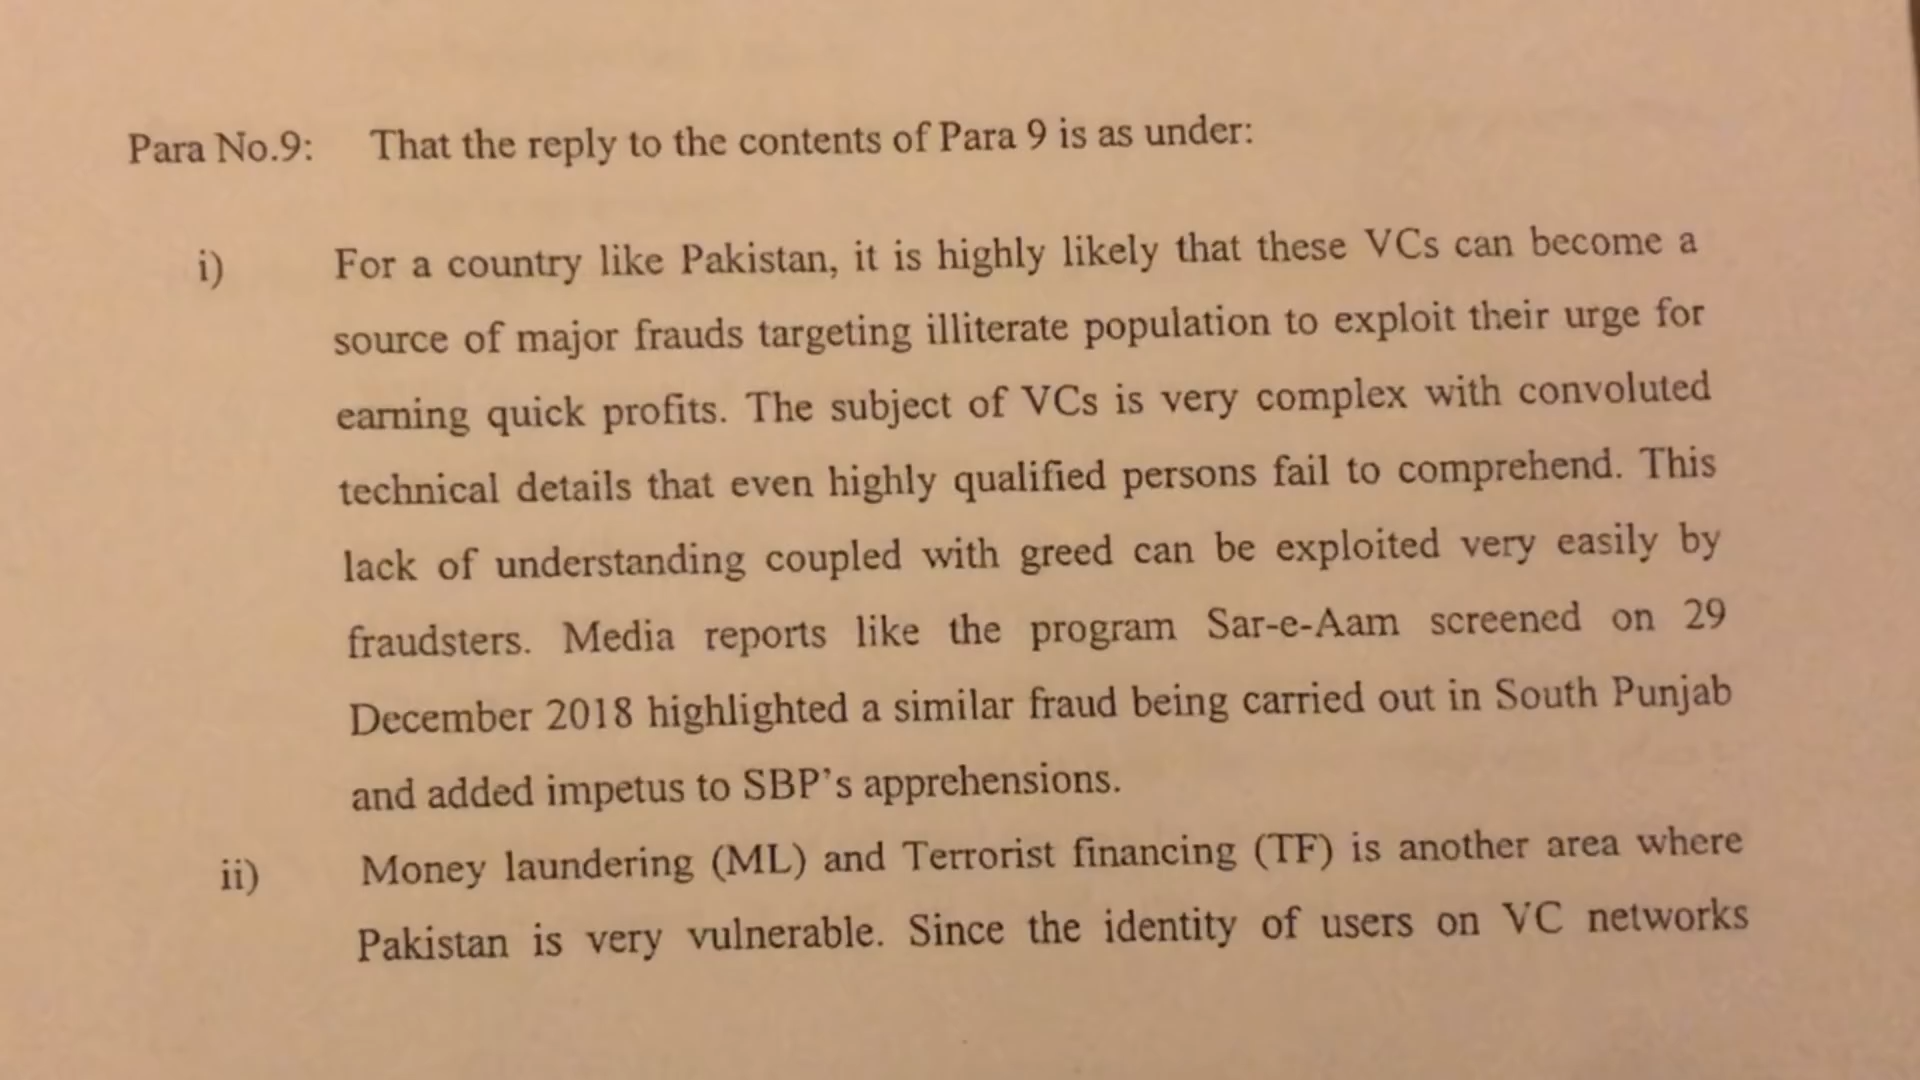 Para No.9: That the reply to the contents of Para 9 is as under:
i) For a country like Pakistan, it is highly likely that these VCs can become a
source of major frauds targeting illiterate population to exploit their urge for
earning quick profits. The subject of VCs is very complex with convoluted
technical details that even highly qualified persons fail to comprehend. This
lack of understanding coupled with greed can be exploited very easily by
fraudsters. Media reports like the program Sar-e-Aam screened on 29
December 2018 highlighted a similar fraud being carried out in South Punjab
and added impetus to SBP's apprehensions.
ii) Money laundering (ML) and Terrorist financing (TF) is another area where
Pakistan is very vulnerable. Since the identity of users on VC networks